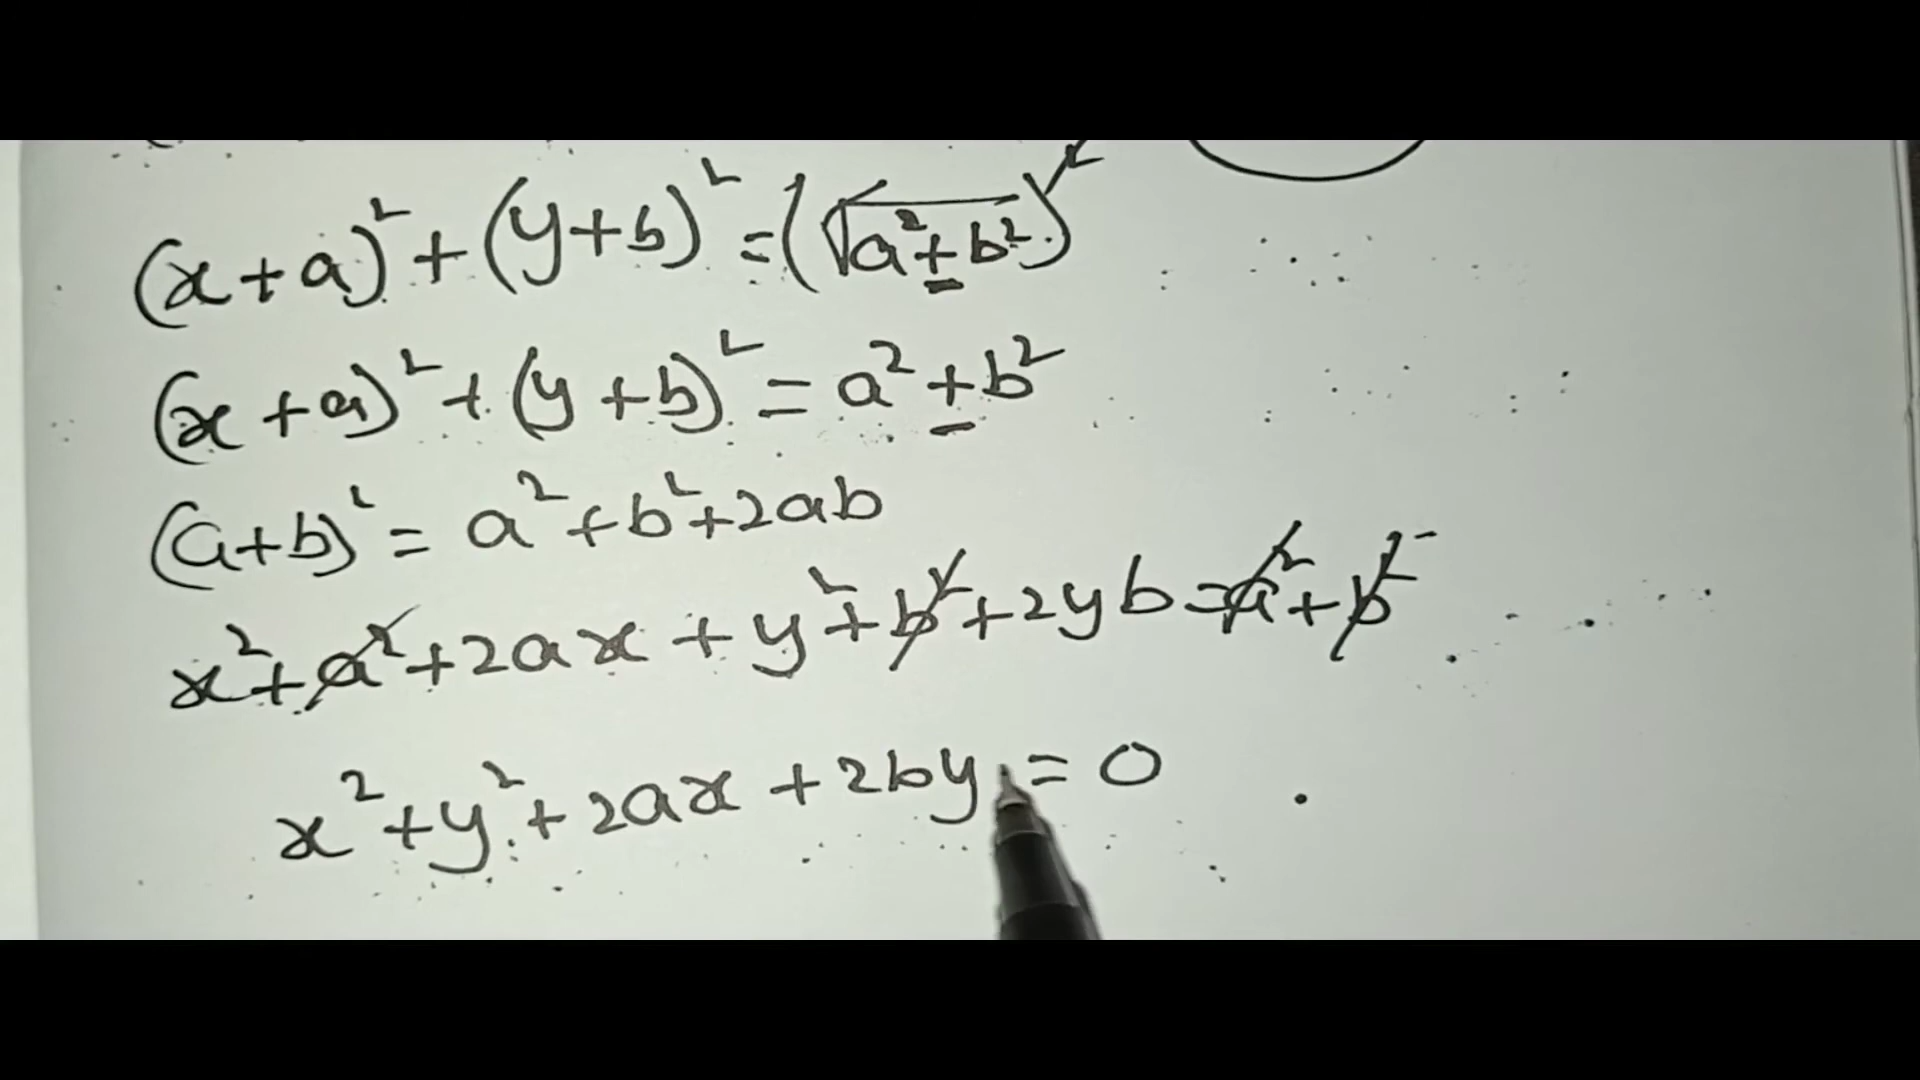 (x+a)²+(y+b)²=(√a²+b²)²
(x+a)²+(y+b)²=a²+b²
(a+b)²=a²+b²+2ab
x²+a²+2ax+y²+b²+2yb=a²+b²
x²+y²+2ax+2by=0